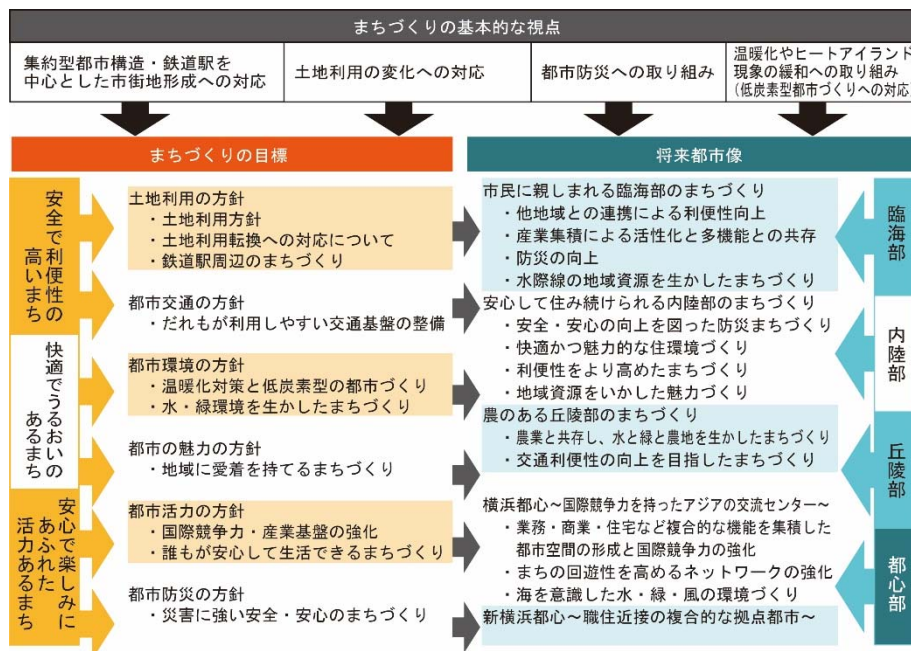 まちづくりの基本的な視点
集約型都市構造・鉄道駅を
中心とした市街地形成への対応
土地利用の変化への対応
都市防災への取り組み
温暖化やヒートアイランド
現象の緩和への取り組み
(低炭素型都市づくりへの対応)
まちづくりの目標
安全で利便性の
高いまち
快適でうるおいの
あるまち
安心で楽しみに
あふれた
活力あるまち
土地利用の方針
・土地利用方針
・土地利用転換への対応について
・鉄道駅周辺のまちづくり
都市交通の方針
・だれもが利用しやすい交通基盤の整備
都市環境の方針
・温暖化対策と低炭素型の都市づくり
・水・緑環境を生かしたまちづくり
都市の魅力の方針
・地域に愛着を持てるまちづくり
都市活力の方針
・国際競争力・産業基盤の強化
・誰もが安心して生活できるまちづくり
都市防災の方針
・災害に強い安全・安心のまちづくり
将来都市像
市民に親しまれる臨海部のまちづくり
・他地域との連携による利便性向上
・産業集積による活性化と多機能との共存
・防災の向上
・水際線の地域資源を生かしたまちづくり
安心して住み続けられる内陸部のまちづくり
・安全・安心の向上を図った防災まちづくり
・快適かつ魅力的な住環境づくり
・利便性をより高めたまちづくり
・地域資源をいかした魅力づくり
農のある丘陵部のまちづくり
・農業と共存し、水と緑と農地を生かしたまちづくり
・交通利便性の向上を目指したまちづくり
横浜都心～国際競争力を持ったアジアの交流センター～
・業務・商業・住宅など複合的な機能を集積した
都市空間の形成と国際競争力の強化
・まちの回遊性を高めるネットワークの強化
・海を意識した水・緑・風の環境づくり
新横浜都心～職住近接の複合的な拠点都市～
臨海部
内陸部
丘陵部
都心部